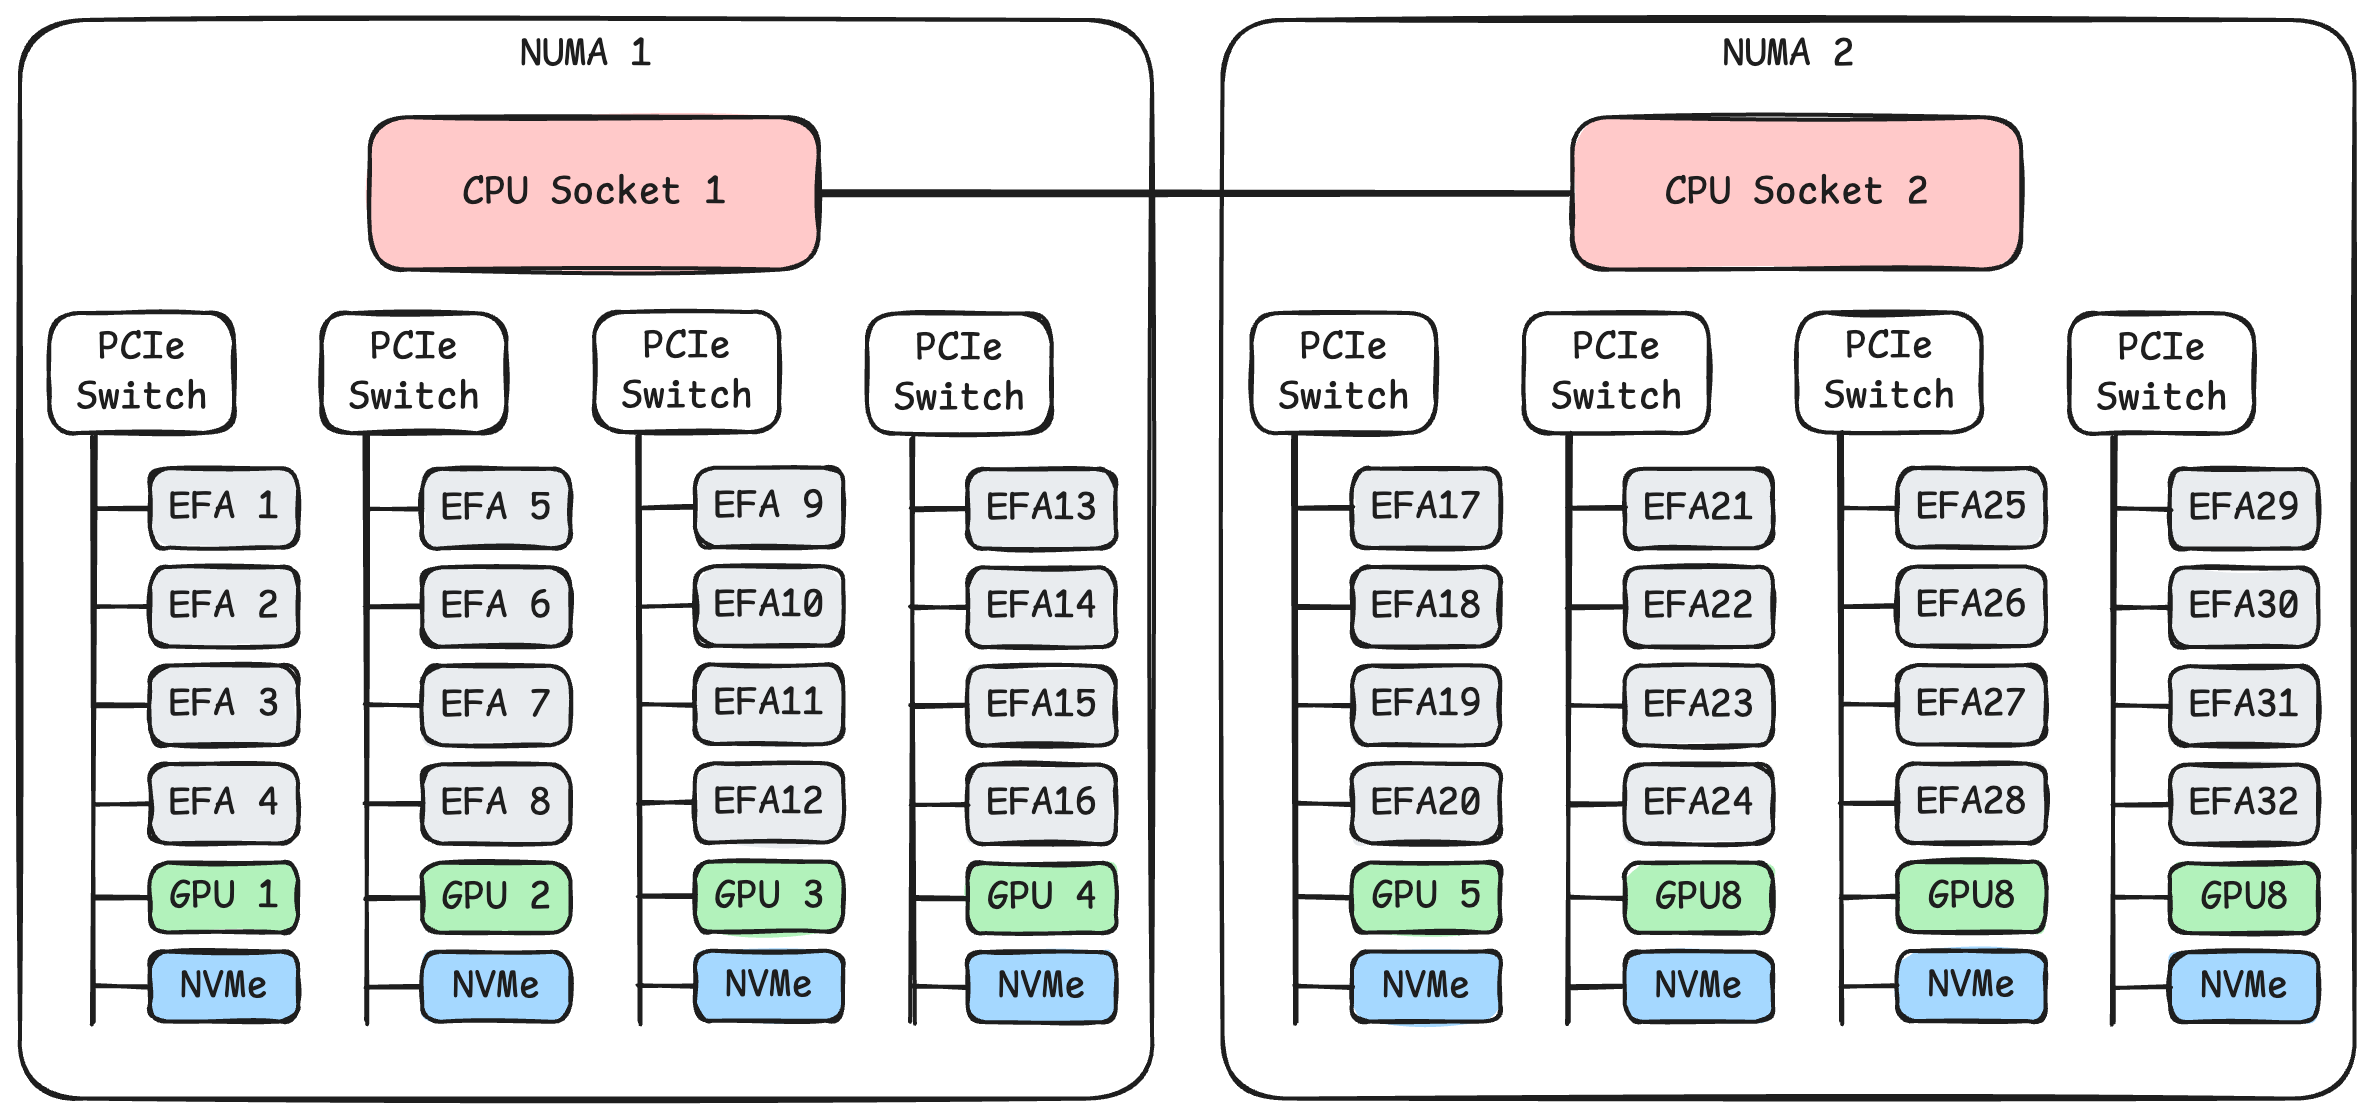 NUMA 1
CPU Socket 1
PCIe
Switch
EFA 1
EFA 2
EFA 3
EFA 4
GPU 1
NVMe
PCIe
Switch
EFA 5
EFA 6
EFA 7
EFA 8
GPU 2
NVMe
PCIe
Switch
EFA 9
EFA10
EFA11
EFA12
GPU 3
NVMe
PCIe
Switch
EFA13
EFA14
EFA15
EFA16
GPU 4
NVMe
NUMA 2
CPU Socket 2
PCIe
Switch
EFA17
EFA18
EFA19
EFA20
GPU 5
NVMe
PCIe
Switch
EFA21
EFA22
EFA23
EFA24
GPU8
NVMe
PCIe
Switch
EFA25
EFA26
EFA27
EFA28
GPU8
NVMe
PCIe
Switch
EFA29
EFA30
EFA31
EFA32
GPU8
NVMe